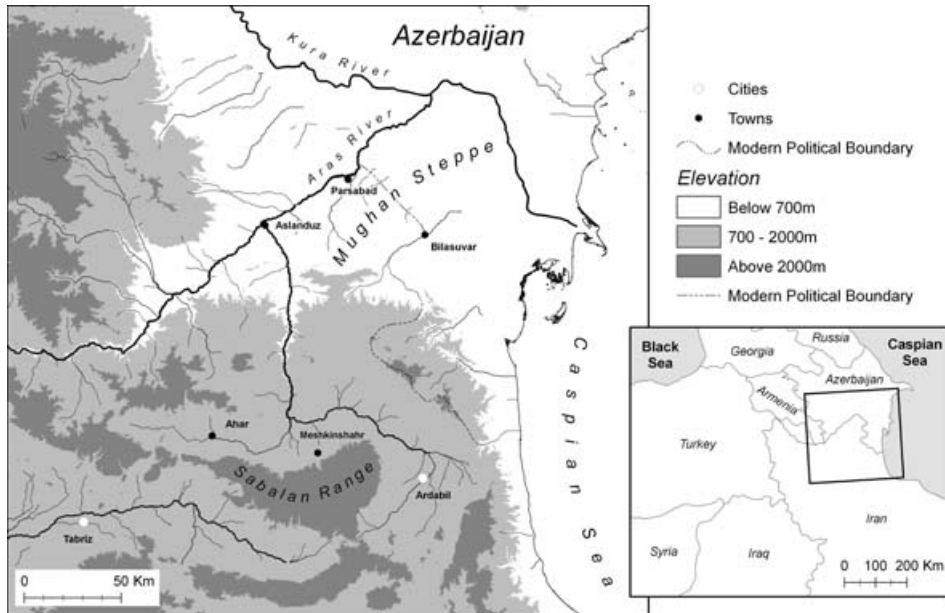 Azerbaijan
Kura River
Aras River
Parsabad
Mughan Steppe
Aslanduz
Bilasuvar
Caspian Sea
Ahar
Meshkinshahr
Sabalan Range
Ardabil
Tabriz
0 50 Km
Cities
Towns
Modern Political Boundary
Elevation
Below 700m
700 - 2000m
Above 2000m
Modern Political Boundary
Black
Sea
Russia
Caspian
Sea
Georgia
Azerbaijan
Armenia
Turkey
Iran
Syria
Iraq
0 100 200 Km